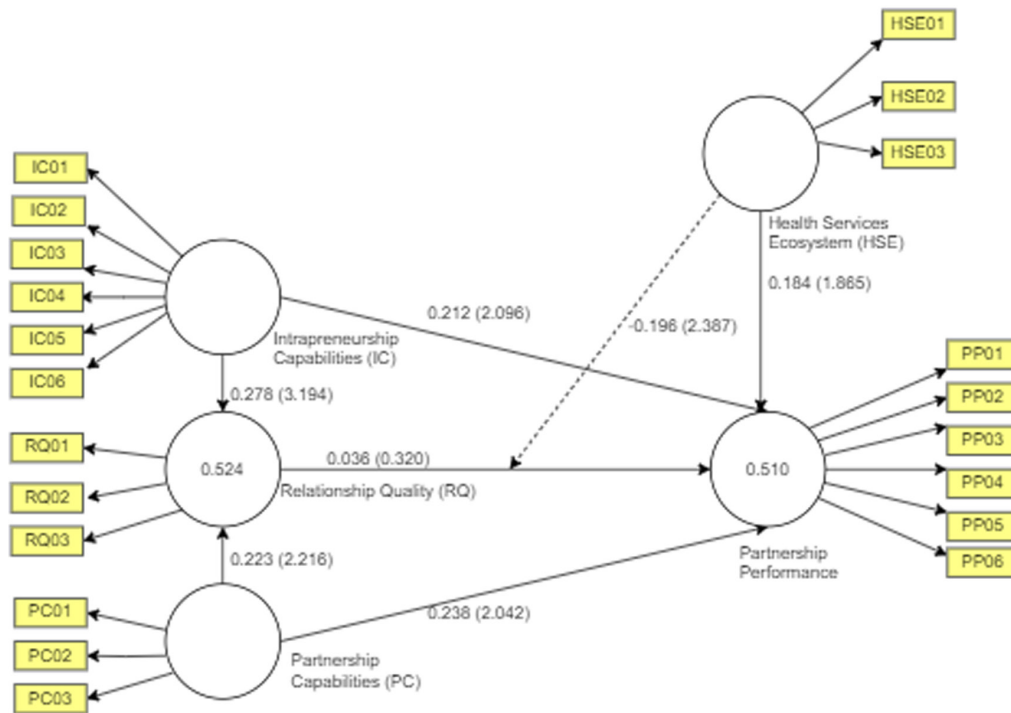 HSE01
HSE02
HSE03
Health Services
Ecosystem (HSE)
0.184 (1.865)
-0.196 (2.387)
IC01
IC02
IC03
IC04
IC05
IC06
Intrapreneurship
Capabilities (IC)
0.212 (2.096)
0.278 (3.194)
RQ01
RQ02
RQ03
0.524
0.036 (0.320)
Relationship Quality (RQ)
0.510
Partnership
Performance
PP01
PP02
PP03
PP04
PP05
PP06
0.223 (2.216)
0.238 (2.042)
PC01
PC02
PC03
Partnership
Capabilities (PC)